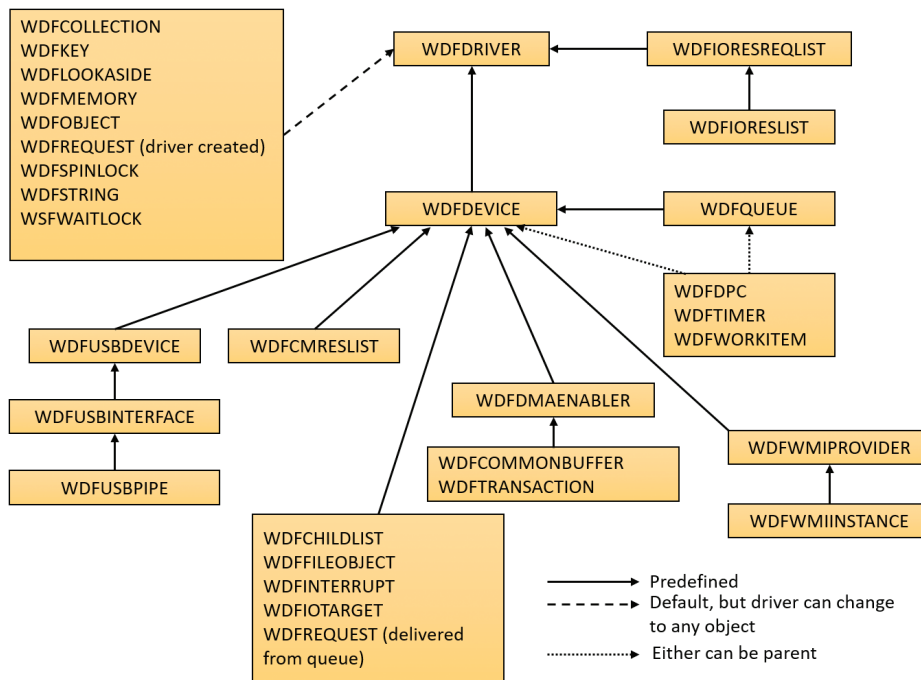 WDFCOLLECTION
WDFKEY
WDFLOOKASIDE
WDFMEMORY
WDFOBJECT
WDFREQUEST (driver created)
WDFSPINLOCK
WDFSTRING
WSFWAITLOCK
WDFDRIVER
WDFIORESREQLIST
WDFIORESLIST
WDFDEVICE
WDFQUEUE
WDFDPC
WDFTIMER
WDFWORKITEM
WDFUSBDEVICE
WDFCMRESLIST
WDFUSBINTERFACE
WDFUSBPIPE
WDFDMAENABLER
WDFCOMMONBUFFER
WDFTRANSACTION
WDFWMIPROVIDER
WDFWMIINSTANCE
WDFCHILDLIST
WDFFILEOBJECT
WDFINTERRUPT
WDFIOTARGET
WDFREQUEST (delivered
from queue)
Predefined
Default, but driver can change
to any object
Either can be parent